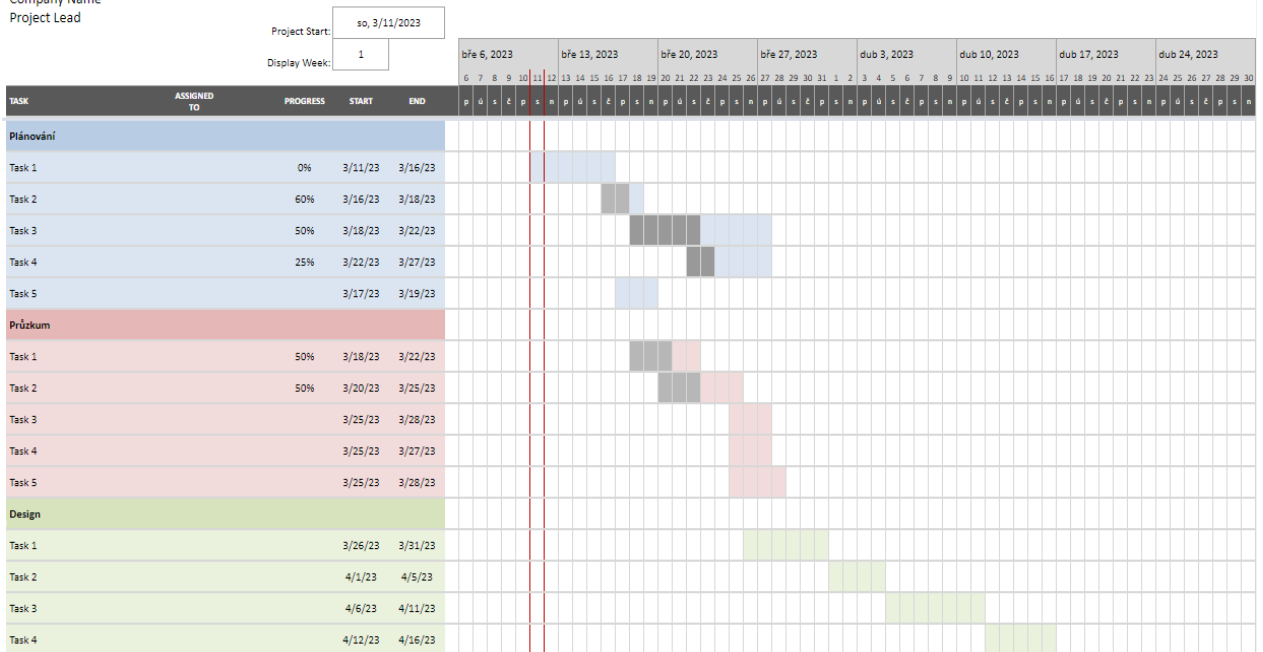 Company Name
Project Lead
Project Start: so, 3/11/2023
Display Week: 1
bře 6, 2023 bře 13, 2023 bře 20, 2023 bře 27, 2023 dub 3, 2023 dub 10, 2023 dub 17, 2023 dub 24, 2023
6 7 8 9 10 11 12 13 14 15 16 17 18 19 20 21 22 23 24 25 26 27 28 29 30 31 1 2 3 4 5 6 7 8 9 10 11 12 13 14 15 16 17 18 19 20 21 22 23 24 25 26 27 28 29 30
TASK ASSIGNED TO PROGRESS START END p ú s č p s n p ú s č p s n p ú s č p s n p ú s č p s n p ú s č p s n p ú s č p s n p ú s č p s n p ú s č p s n
Plánování
Task 1 0% 3/11/23 3/16/23
Task 2 60% 3/16/23 3/18/23
Task 3 50% 3/18/23 3/22/23
Task 4 25% 3/22/23 3/27/23
Task 5 3/17/23 3/19/23
Průzkum
Task 1 50% 3/18/23 3/22/23
Task 2 50% 3/20/23 3/25/23
Task 3 3/25/23 3/28/23
Task 4 3/25/23 3/27/23
Task 5 3/25/23 3/28/23
Design
Task 1 3/26/23 3/31/23
Task 2 4/1/23 4/5/23
Task 3 4/6/23 4/11/23
Task 4 4/12/23 4/16/23